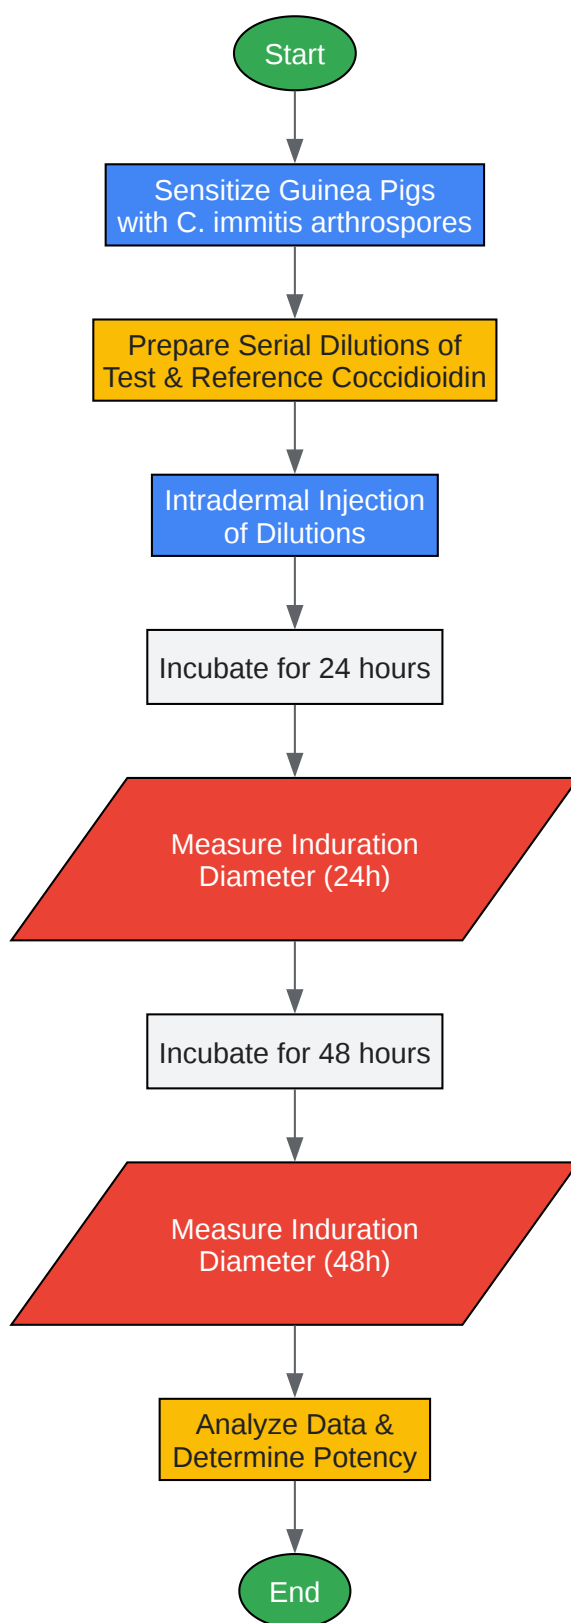 Start
Sensitize Guinea Pigs
with C. immitis arthrospores
Prepare Serial Dilutions of
Test & Reference Coccidioidin
Intradermal Injection
of Dilutions
Incubate for 24 hours
Measure Induration
Diameter (24h)
Incubate for 48 hours
Measure Induration
Diameter (48h)
Analyze Data &
Determine Potency
End